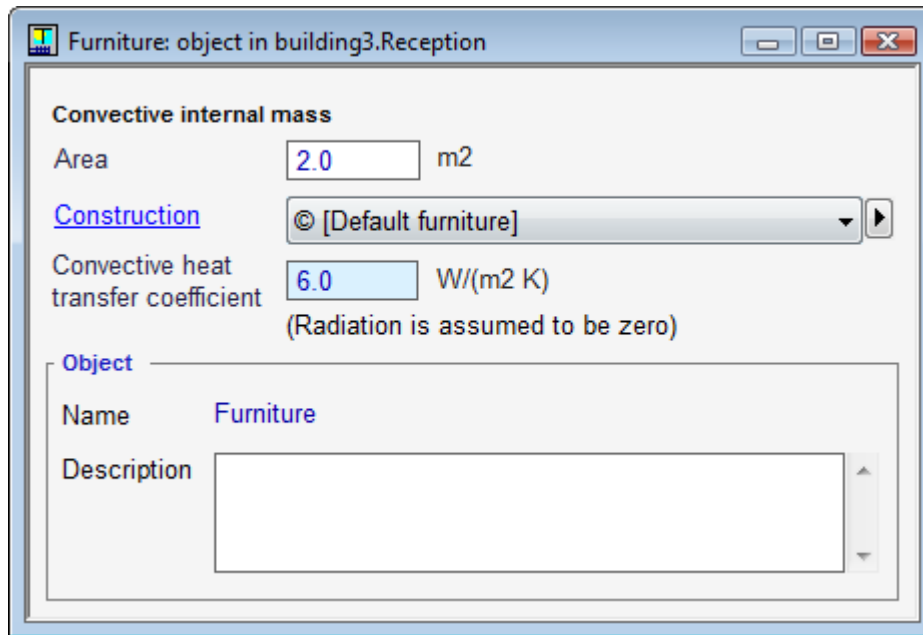 Furniture: object in building3.Reception
Convective internal mass
Area 2.0 m2
Construction © [Default furniture]
Convective heat
transfer coefficient 6.0 W/(m2 K)
(Radiation is assumed to be zero)
Object
Name Furniture
Description